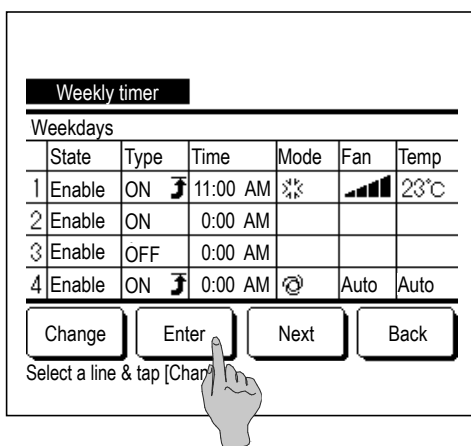 Weekly timer
Weekdays
State Type Time Mode Fan Temp
1 Enable ON 11:00 AM 23°C
2 Enable ON 0:00 AM
3 Enable OFF 0:00 AM
4 Enable ON 0:00 AM Auto Auto
Change Enter Next Back
Select a line & tap [Chan